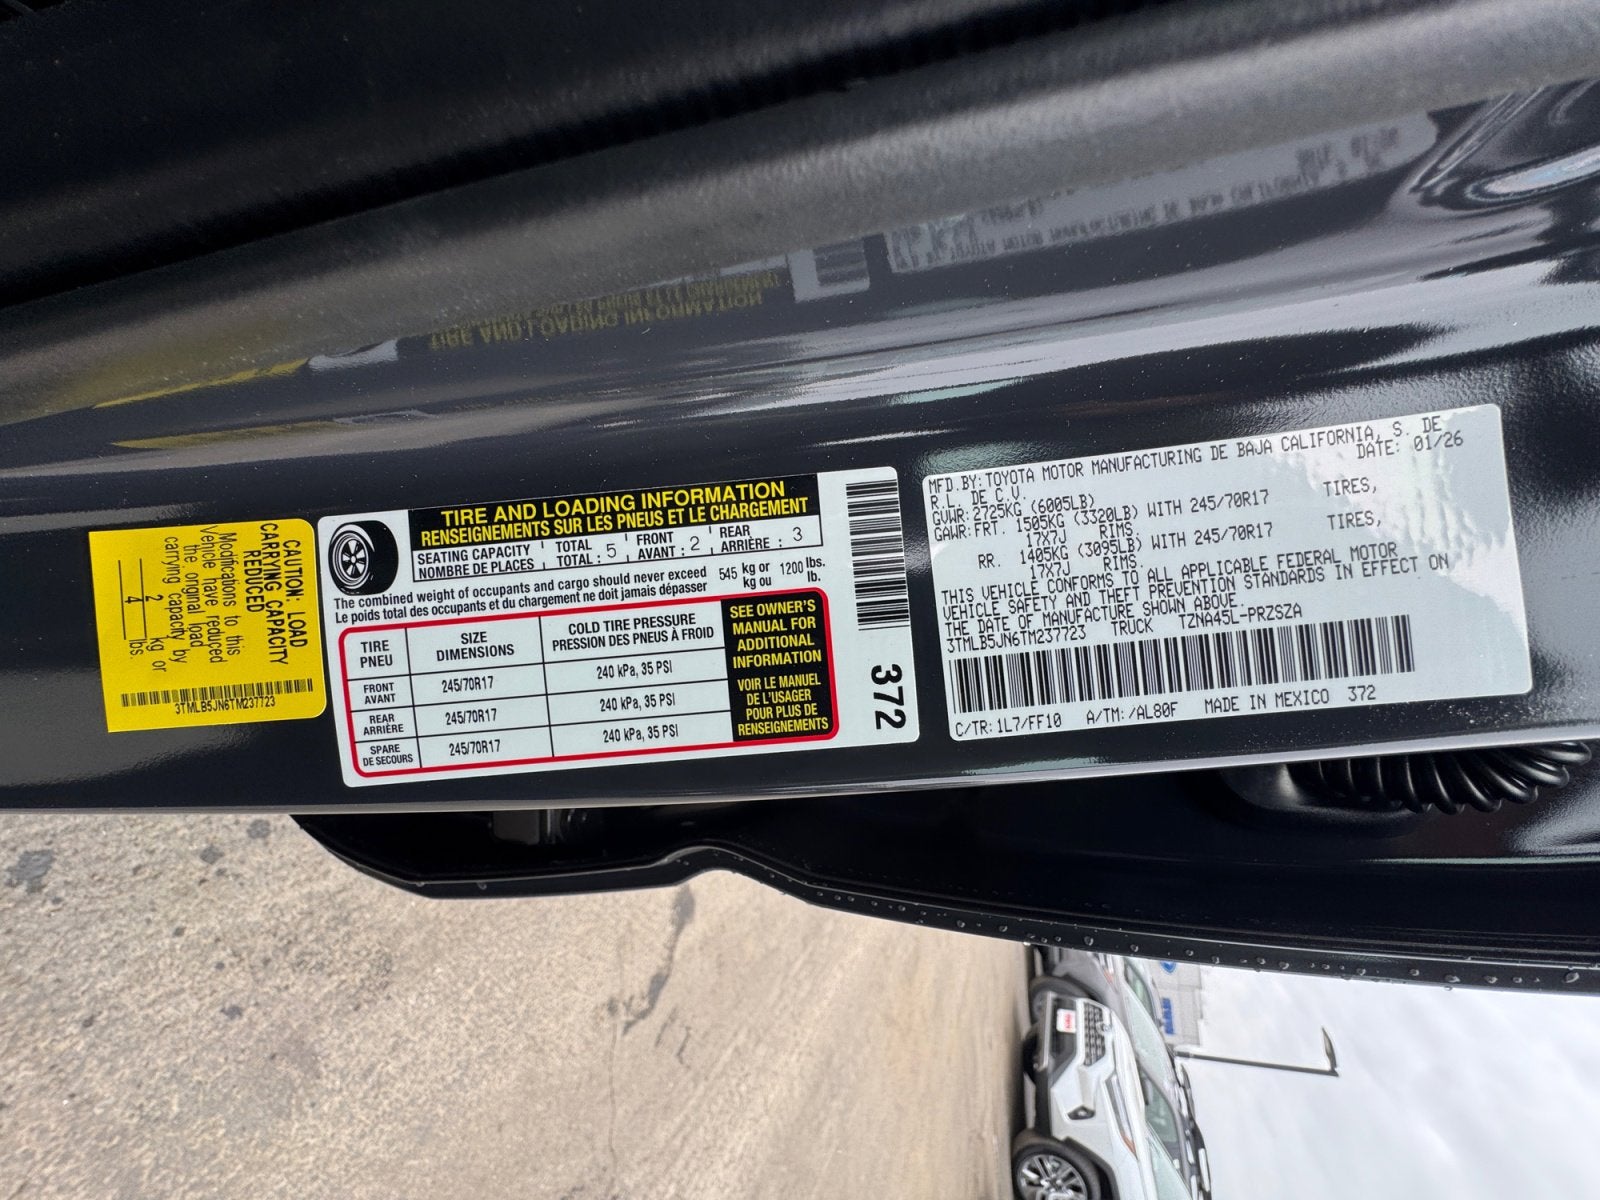 CAUTION: LOAD
CARRYING CAPACITY
REDUCED
Modifications to this
Vehicle have reduced
the original load
carrying capacity by
2 kg or
4 lbs.
3TMLB5JN6TM237723
TIRE AND LOADING INFORMATION
RENSEIGNEMENTS SUR LES PNEUS ET LE CHARGEMENT
SEATING CAPACITY
NOMBRE DE PLACES
TOTAL
TOTAL : 5
FRONT
AVANT : 2
REAR
ARRIÈRE : 3
The combined weight of occupants and cargo should never exceed 545 kg or 1200 lbs.
Le poids total des occupants et du chargement ne doit jamais dépasser kg ou lb.
TIRE
PNEU
SIZE
DIMENSIONS
COLD TIRE PRESSURE
PRESSION DES PNEUS À FROID
FRONT
AVANT
245/70R17
240 kPa, 35 PSI
REAR
ARRIÈRE
245/70R17
240 kPa, 35 PSI
SPARE
DE SECOURS
245/70R17
240 kPa, 35 PSI
SEE OWNER'S
MANUAL FOR
ADDITIONAL
INFORMATION
VOIR LE MANUEL
DE L'USAGER
POUR PLUS DE
RENSEIGNEMENTS
372
MFD.BY: TOYOTA MOTOR MANUFACTURING DE BAJA CALIFORNIA, S. DE
R.L. DE C.V. DATE: 01/26
GVWR: 2725KG (6005LB)
GAWR: FRT. 1505KG (3320LB) WITH 245/70R17 TIRES,
17X7J RIMS.
RR. 1405KG (3095LB) WITH 245/70R17 TIRES,
17X7J RIMS.
THIS VEHICLE CONFORMS TO ALL APPLICABLE FEDERAL MOTOR
VEHICLE SAFETY AND THEFT PREVENTION STANDARDS IN EFFECT ON
THE DATE OF MANUFACTURE SHOWN ABOVE.
3TMLB5JN6TM237723 TRUCK TZNA45L-PRZSZA
C/TR: 1L7/FF10 A/TM: /AL80F MADE IN MEXICO 372